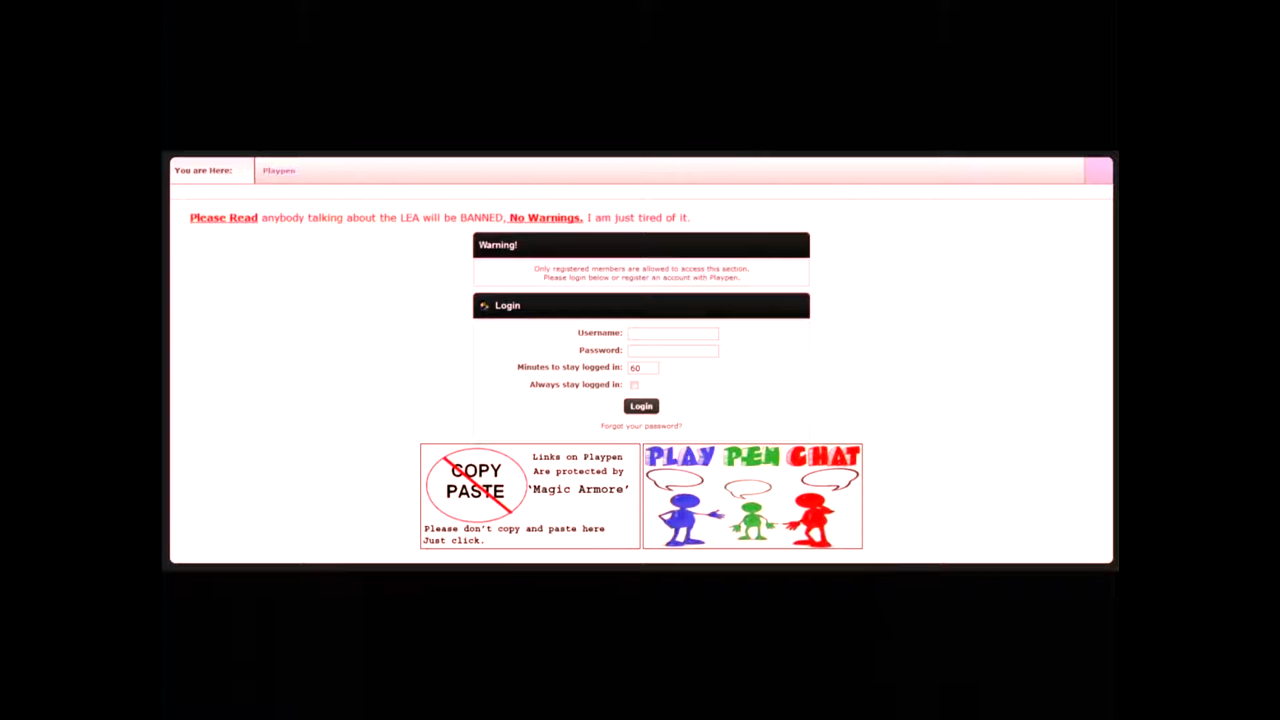 You are Here: Playpen
Please Read anybody talking about the LEA will be BANNED, No Warnings. I am just tired of it.
Warning!
Only registered members are allowed to access this section.
Please login below or register an account with Playpen.
Login
Username:
Password:
Minutes to stay logged in: 60
Always stay logged in:
Login
Forgot your password?
COPY
PASTE
Links on Playpen
Are protected by
‘Magic Armore’
Please don't copy and paste here
Just click.
PLAY PEN CHAT